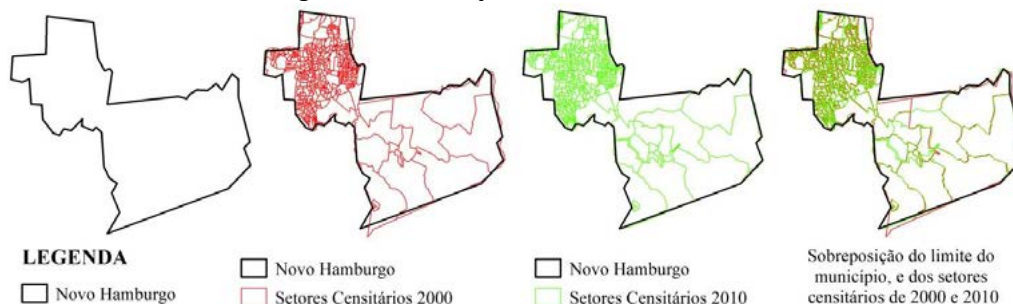 LEGENDA
Novo Hamburgo
Novo Hamburgo
Setores Censitários 2000
Novo Hamburgo
Setores Censitários 2010
Sobreposição do limite do
município, e dos setores
censitários de 2000 e 2010